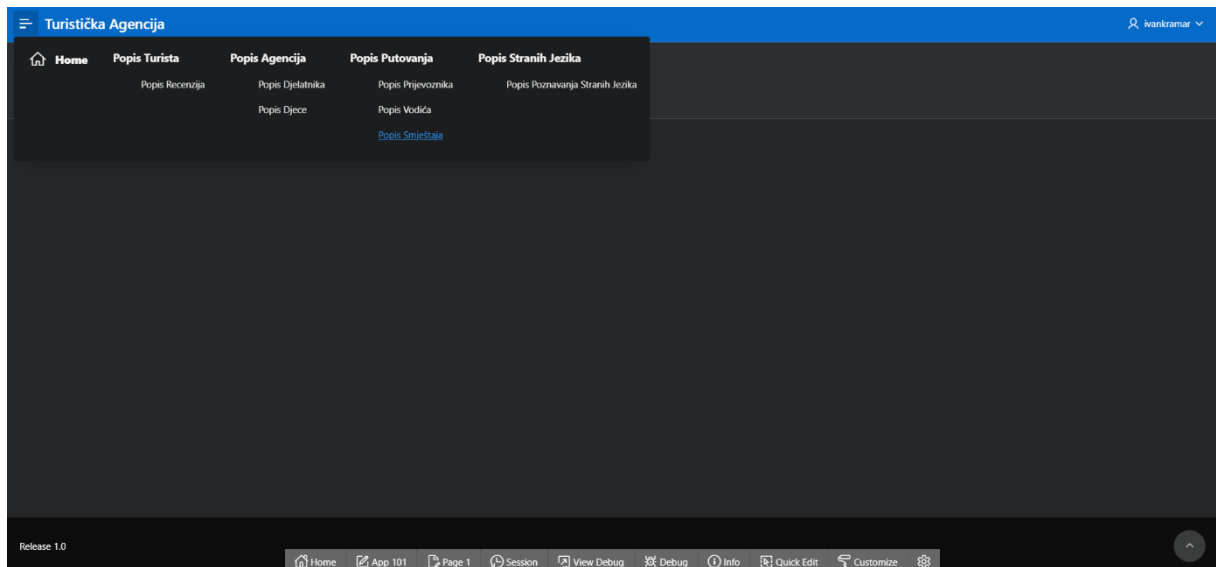 Turistička Agencija
ivankramar
Home
Popis Turista
Popis Recenzija
Popis Agencija
Popis Djelatnika
Popis Djece
Popis Putovanja
Popis Prijevoznika
Popis Vodića
Popis Smještaja
Popis Stranih Jezika
Popis Poznavanja Stranih Jezika
Release 1.0
Home App 101 Page 1 Session View Debug Debug Info Quick Edit Customize